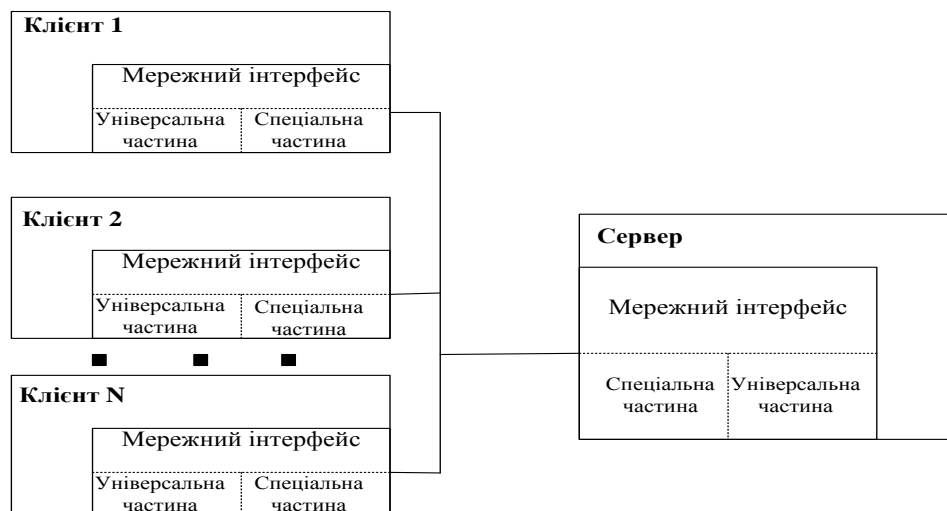 Клієнт 1
Мережний інтерфейс
Універсальна Спеціальна
частина частина
Клієнт 2
Мережний інтерфейс
Універсальна Спеціальна
частина частина
Клієнт N
Мережний інтерфейс
Універсальна Спеціальна
частина частина
Сервер
Мережний інтерфейс
Спеціальна Універсальна
частина частина